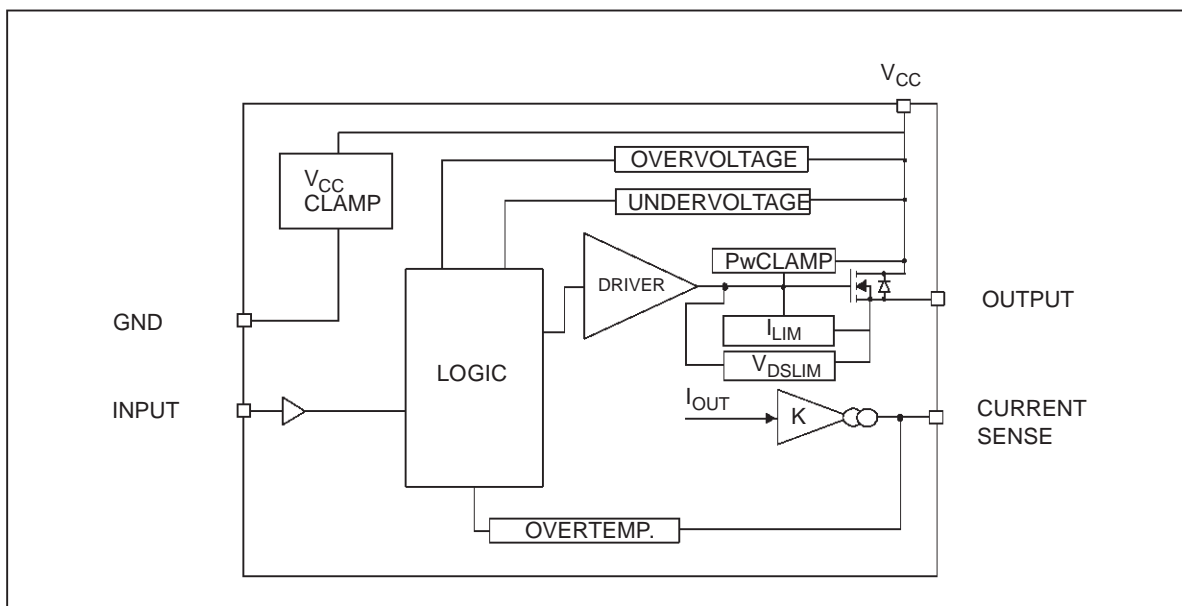 VCC
OVERVOLTAGE
VCC
CLAMP
UNDERVOLTAGE
PwCLAMP
DRIVER
OUTPUT
GND
ILIM
LOGIC
VDSLIM
INPUT
IOUT
K
CURRENT
SENSE
OVERTEMP.